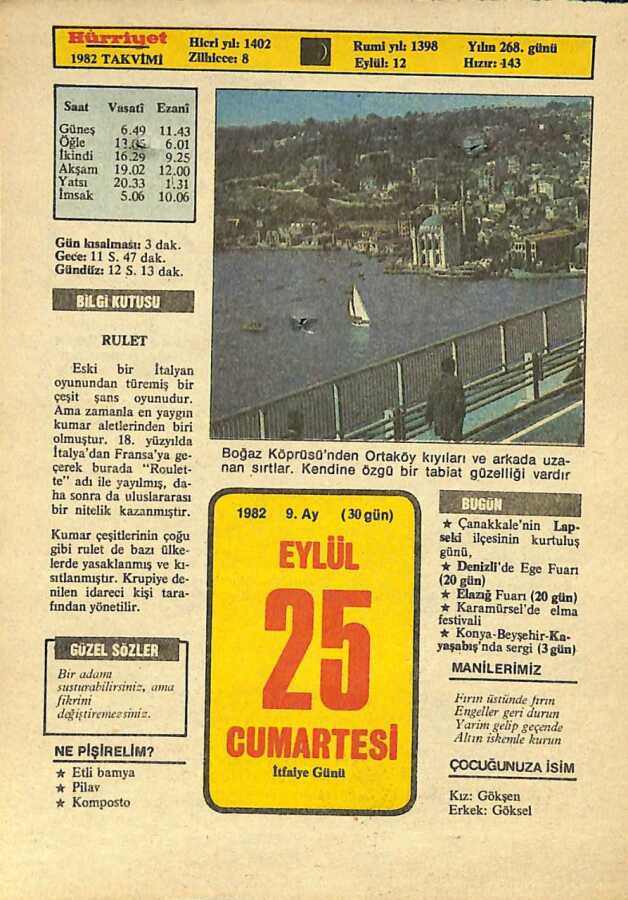 Hürriyet
1982 TAKVİMİ
Hicri yılı: 1402
Zilhicce: 8
Rumi yılı: 1398
Eylül: 12
Yılın 268. günü
Hızır: 143
Saat Vasatî Ezanî
Güneş 6.49 11.43
Öğle 13.05 6.01
İkindi 16.29 9.25
Akşam 19.02 12.00
Yatsı 20.33 1.31
İmsak 5.06 10.06
Gün kısalması: 3 dak.
Gece: 11 S. 47 dak.
Gündüz: 12 S. 13 dak.
BİLGİ KUTUSU
RULET
Eski bir İtalyan
oyunundan türemiş bir
çeşit şans oyunudur.
Ama zamanla en yaygın
kumar aletlerinden biri
olmuştur. 18. yüzyılda
İtalya'dan Fransa'ya ge-
çerek burada "Roulet-
te" adı ile yayılmış, da-
ha sonra da uluslararası
bir nitelik kazanmıştır.
Kumar çeşitlerinin çoğu
gibi rulet de bazı ülke-
lerde yasaklanmış ve kı-
sıtlanmıştır. Krupiye de-
nilen idareci kişi tara-
fından yönetilir.
GÜZEL SÖZLER
Bir adamı
susturabilirsiniz, ama
fikrini
değiştiremezsiniz.
NE PİŞİRELİM?
★ Etli bamya
★ Pilav
★ Komposto
Boğaz Köprüsü'nden Ortaköy kıyıları ve arkada uza-
nan sırtlar. Kendine özgü bir tabiat güzelliği vardır
1982 9. Ay (30 gün)
EYLÜL
25
CUMARTESİ
İtfaiye Günü
BUGÜN
★ Çanakkale'nin Lap-
seki ilçesinin kurtuluş
günü,
★ Denizli'de Ege Fuarı
(20 gün)
★ Elazığ Fuarı (20 gün)
★ Karamürsel'de elma
festivali
★ Konya-Beyşehir-Ka-
yaşabış'nda sergi (3 gün)
MANİLERİMİZ
Fırın üstünde fırın
Engeller geri durun
Yarim gelip geçende
Altın iskemle kurun
ÇOCUĞUNUZA İSİM
Kız: Gökşen
Erkek: Göksel